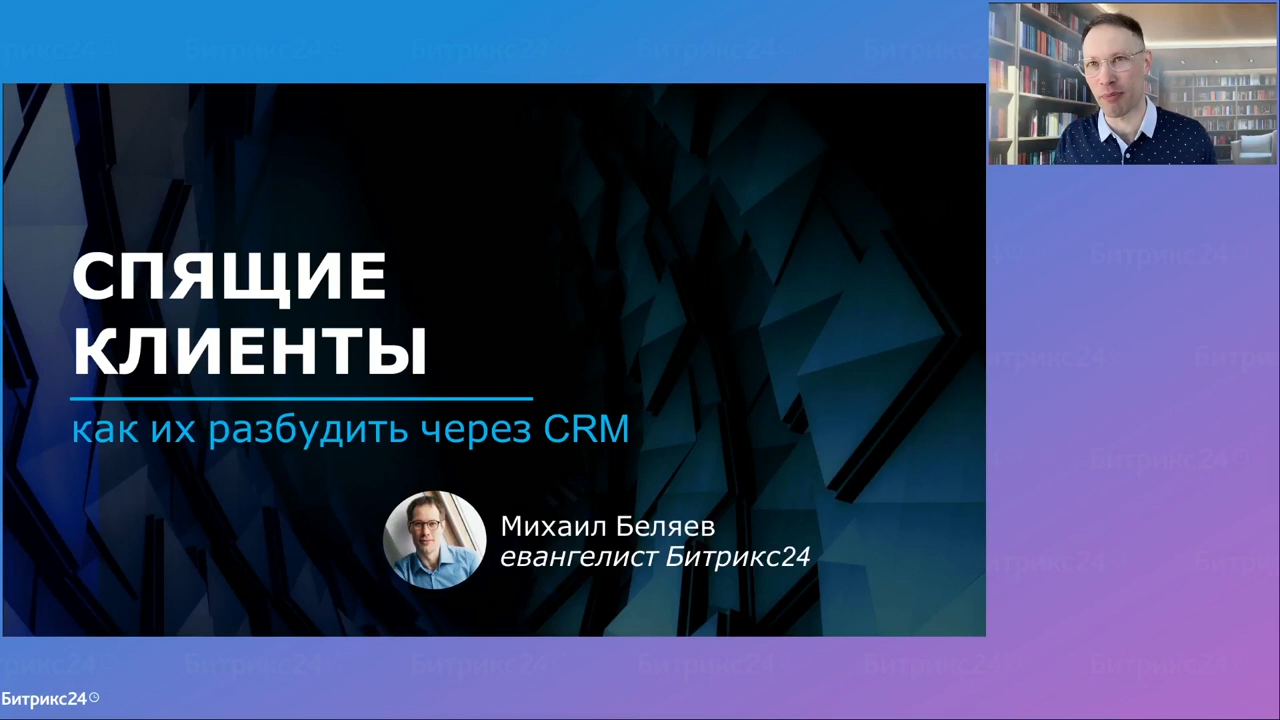 СПЯЩИЕ
КЛИЕНТЫ
как их разбудить через CRM
Михаил Беляев
евангелист Битрикс24
Битрикс24